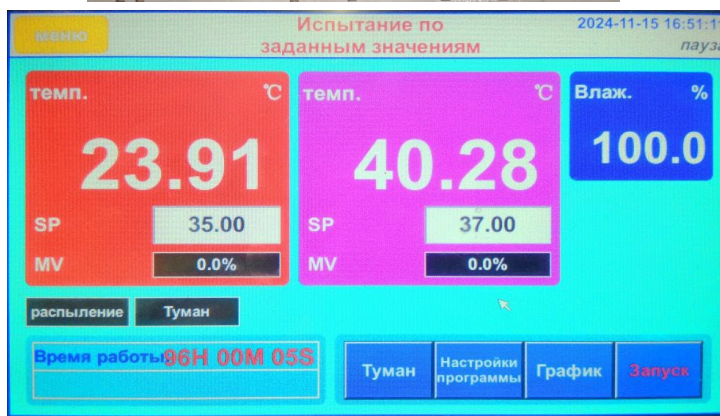 меню
Испытание по
заданным значениям
2024-11-15 16:51:1
пауза
темп. ℃
23.91
SP 35.00
MV 0.0%
темп. ℃
40.28
SP 37.00
MV 0.0%
Влаж. %
100.0
распыление Туман
Время работы: 96H 00M 05S
Туман
Настройки
программы
График
Запуск